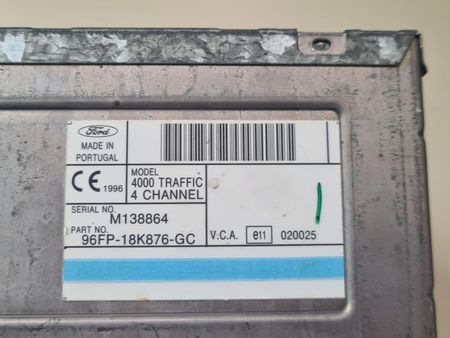 Ford
MADE IN
PORTUGAL
CE 1996
MODEL
4000 TRAFFIC
4 CHANNEL
SERIAL NO.
M138864
PART NO.
96FP-18K876-GC
V.C.A. e11 020025